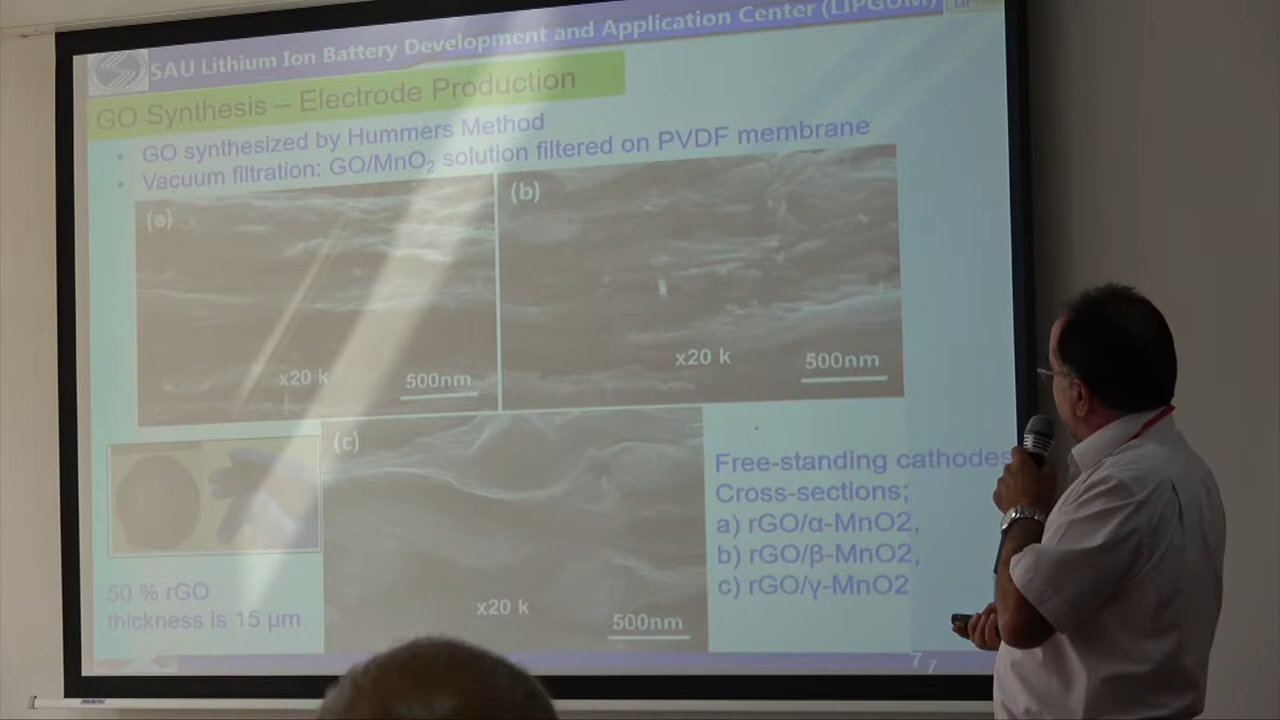 SAU Lithium Ion Battery Development and Application Center (LIPGUM)
GO Synthesis – Electrode Production
▪ GO synthesized by Hummers Method
▪ Vacuum filtration: GO/MnO₂ solution filtered on PVDF membrane
(a)
x20 k
500nm
(b)
x20 k
500nm
(c)
x20 k
500nm
50 % rGO
thickness is 15 µm
Free-standing cathodes
Cross-sections;
a) rGO/α-MnO2,
b) rGO/β-MnO2,
c) rGO/γ-MnO2